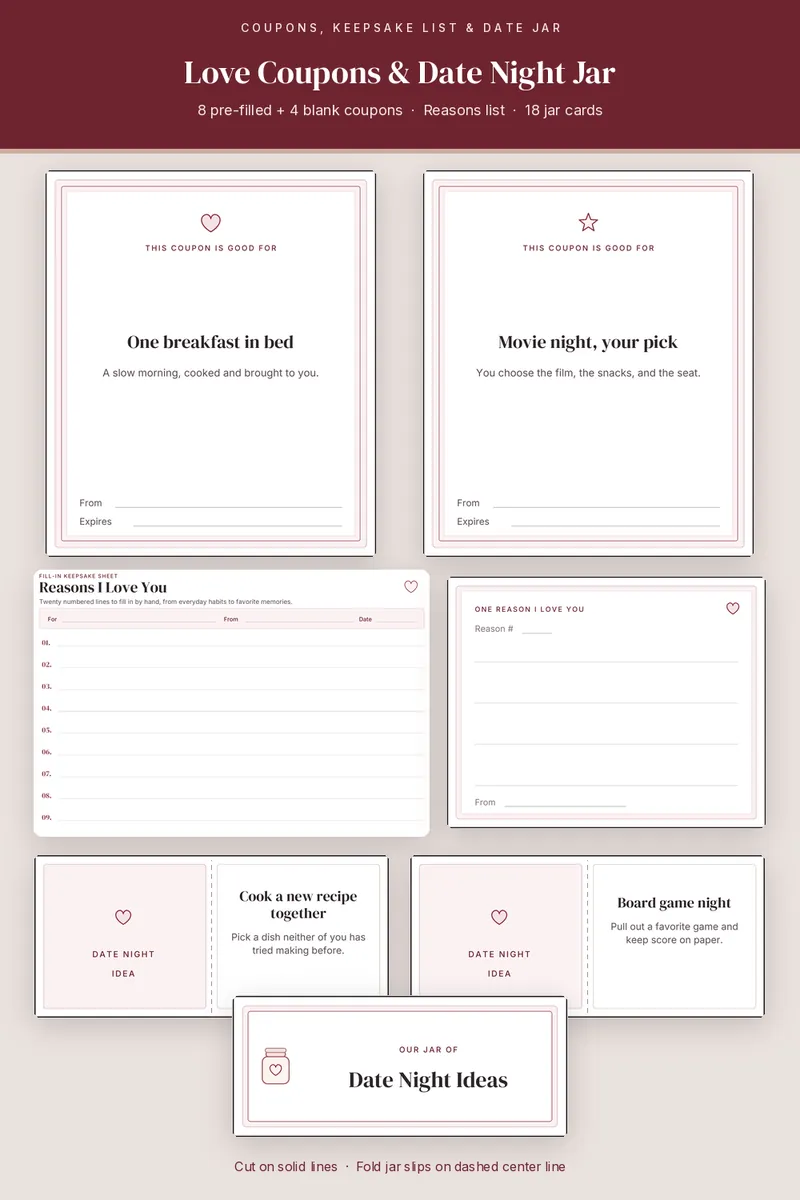 COUPONS, KEEPSAKE LIST & DATE JAR
Love Coupons & Date Night Jar
8 pre-filled + 4 blank coupons · Reasons list · 18 jar cards
THIS COUPON IS GOOD FOR
One breakfast in bed
A slow morning, cooked and brought to you.
From
Expires
THIS COUPON IS GOOD FOR
Movie night, your pick
You choose the film, the snacks, and the seat.
From
Expires
FILL-IN KEEPSAKE SHEET
Reasons I Love You
Twenty numbered lines to fill in by hand, from everyday habits to favorite memories.
For From Date
01.
02.
03.
04.
05.
06.
07.
08.
09.
ONE REASON I LOVE YOU
Reason #
From
DATE NIGHT
IDEA
Cook a new recipe
together
Pick a dish neither of you has
tried making before.
DATE NIGHT
IDEA
Board game night
Pull out a favorite game and
keep score on paper.
OUR JAR OF
Date Night Ideas
Cut on solid lines · Fold jar slips on dashed center line